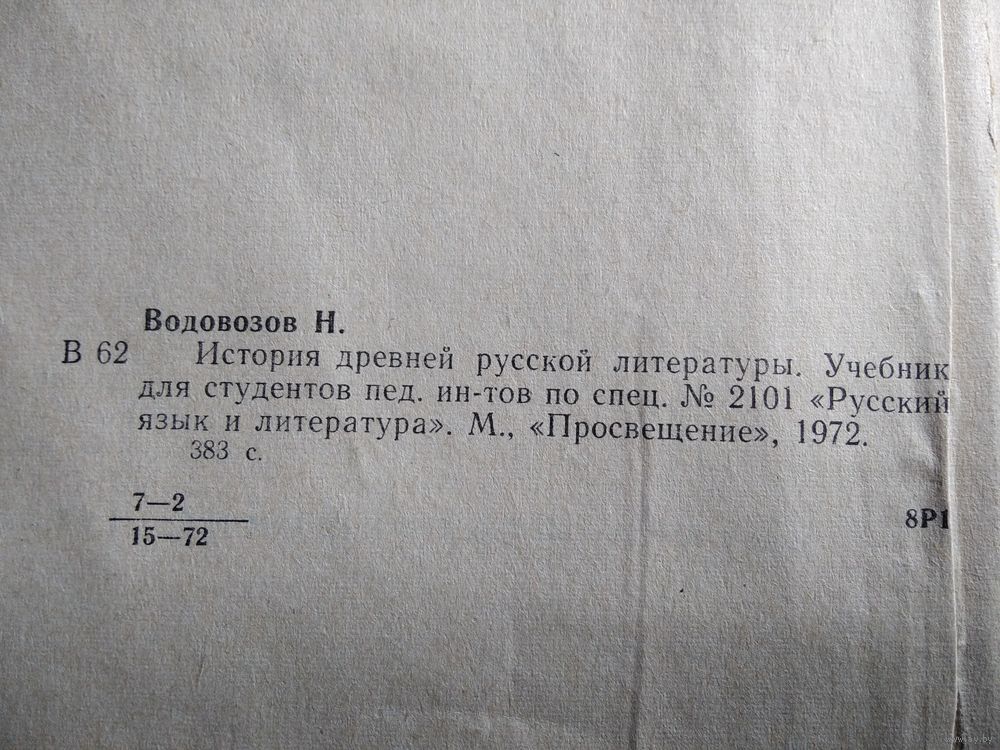 Водовозов Н.
В 62 История древней русской литературы. Учебник
для студентов пед. ин-тов по спец. № 2101 «Русский
язык и литература». М., «Просвещение», 1972.
383 с.
7—2
15—72
8Р1